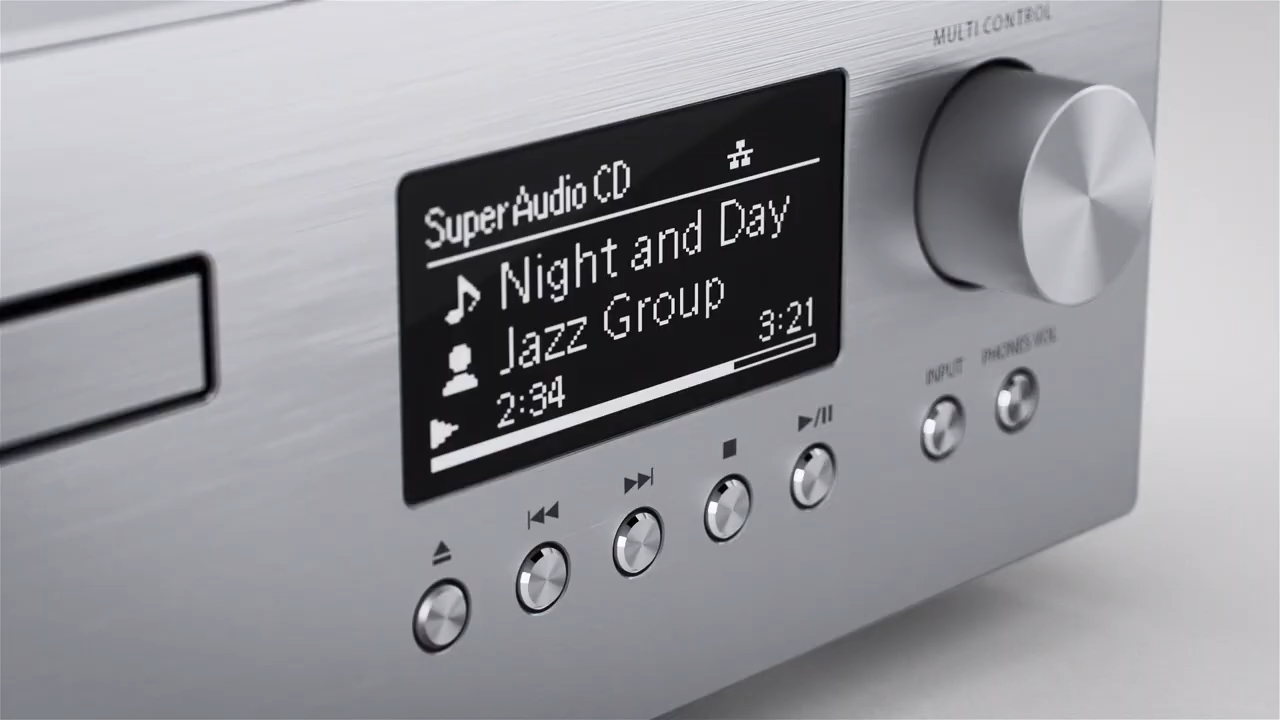 MULTI CONTROL
Super Audio CD
Night and Day
Jazz Group
3:21
2:34
INPUT
PHONES VOL